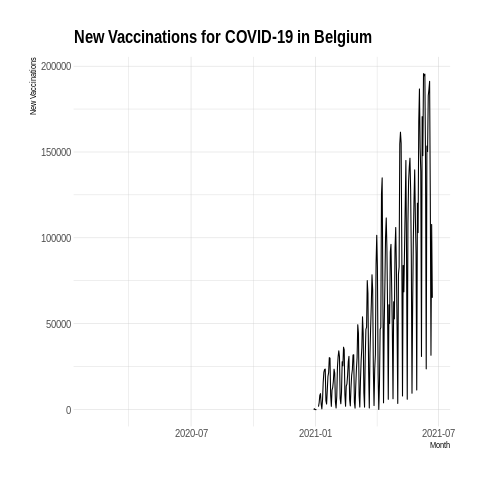 New Vaccinations for COVID-19 in Belgium
New Vaccinations
200000
150000
100000
50000
0
2020-07
2021-01
2021-07
Month